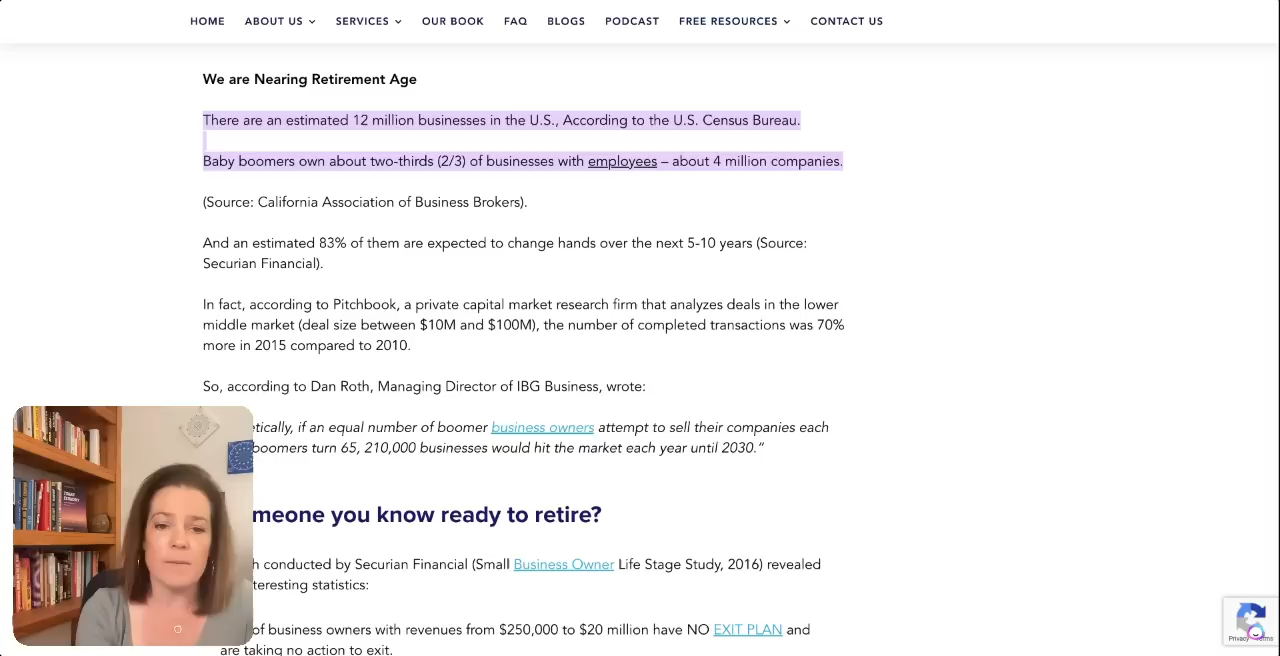 HOME ABOUT US SERVICES OUR BOOK FAQ BLOGS PODCAST FREE RESOURCES CONTACT US
We are Nearing Retirement Age
There are an estimated 12 million businesses in the U.S., According to the U.S. Census Bureau.
Baby boomers own about two-thirds (2/3) of businesses with employees – about 4 million companies.
(Source: California Association of Business Brokers).
And an estimated 83% of them are expected to change hands over the next 5-10 years (Source:
Securian Financial).
In fact, according to Pitchbook, a private capital market research firm that analyzes deals in the lower
middle market (deal size between $10M and $100M), the number of completed transactions was 70%
more in 2015 compared to 2010.
So, according to Dan Roth, Managing Director of IBG Business, wrote:
etically, if an equal number of boomer business owners attempt to sell their companies each
boomers turn 65, 210,000 businesses would hit the market each year until 2030."
meone you know ready to retire?
h conducted by Securian Financial (Small Business Owner Life Stage Study, 2016) revealed
teresting statistics:
of business owners with revenues from $250,000 to $20 million have NO EXIT PLAN and
are taking no action to exit.
Privacy